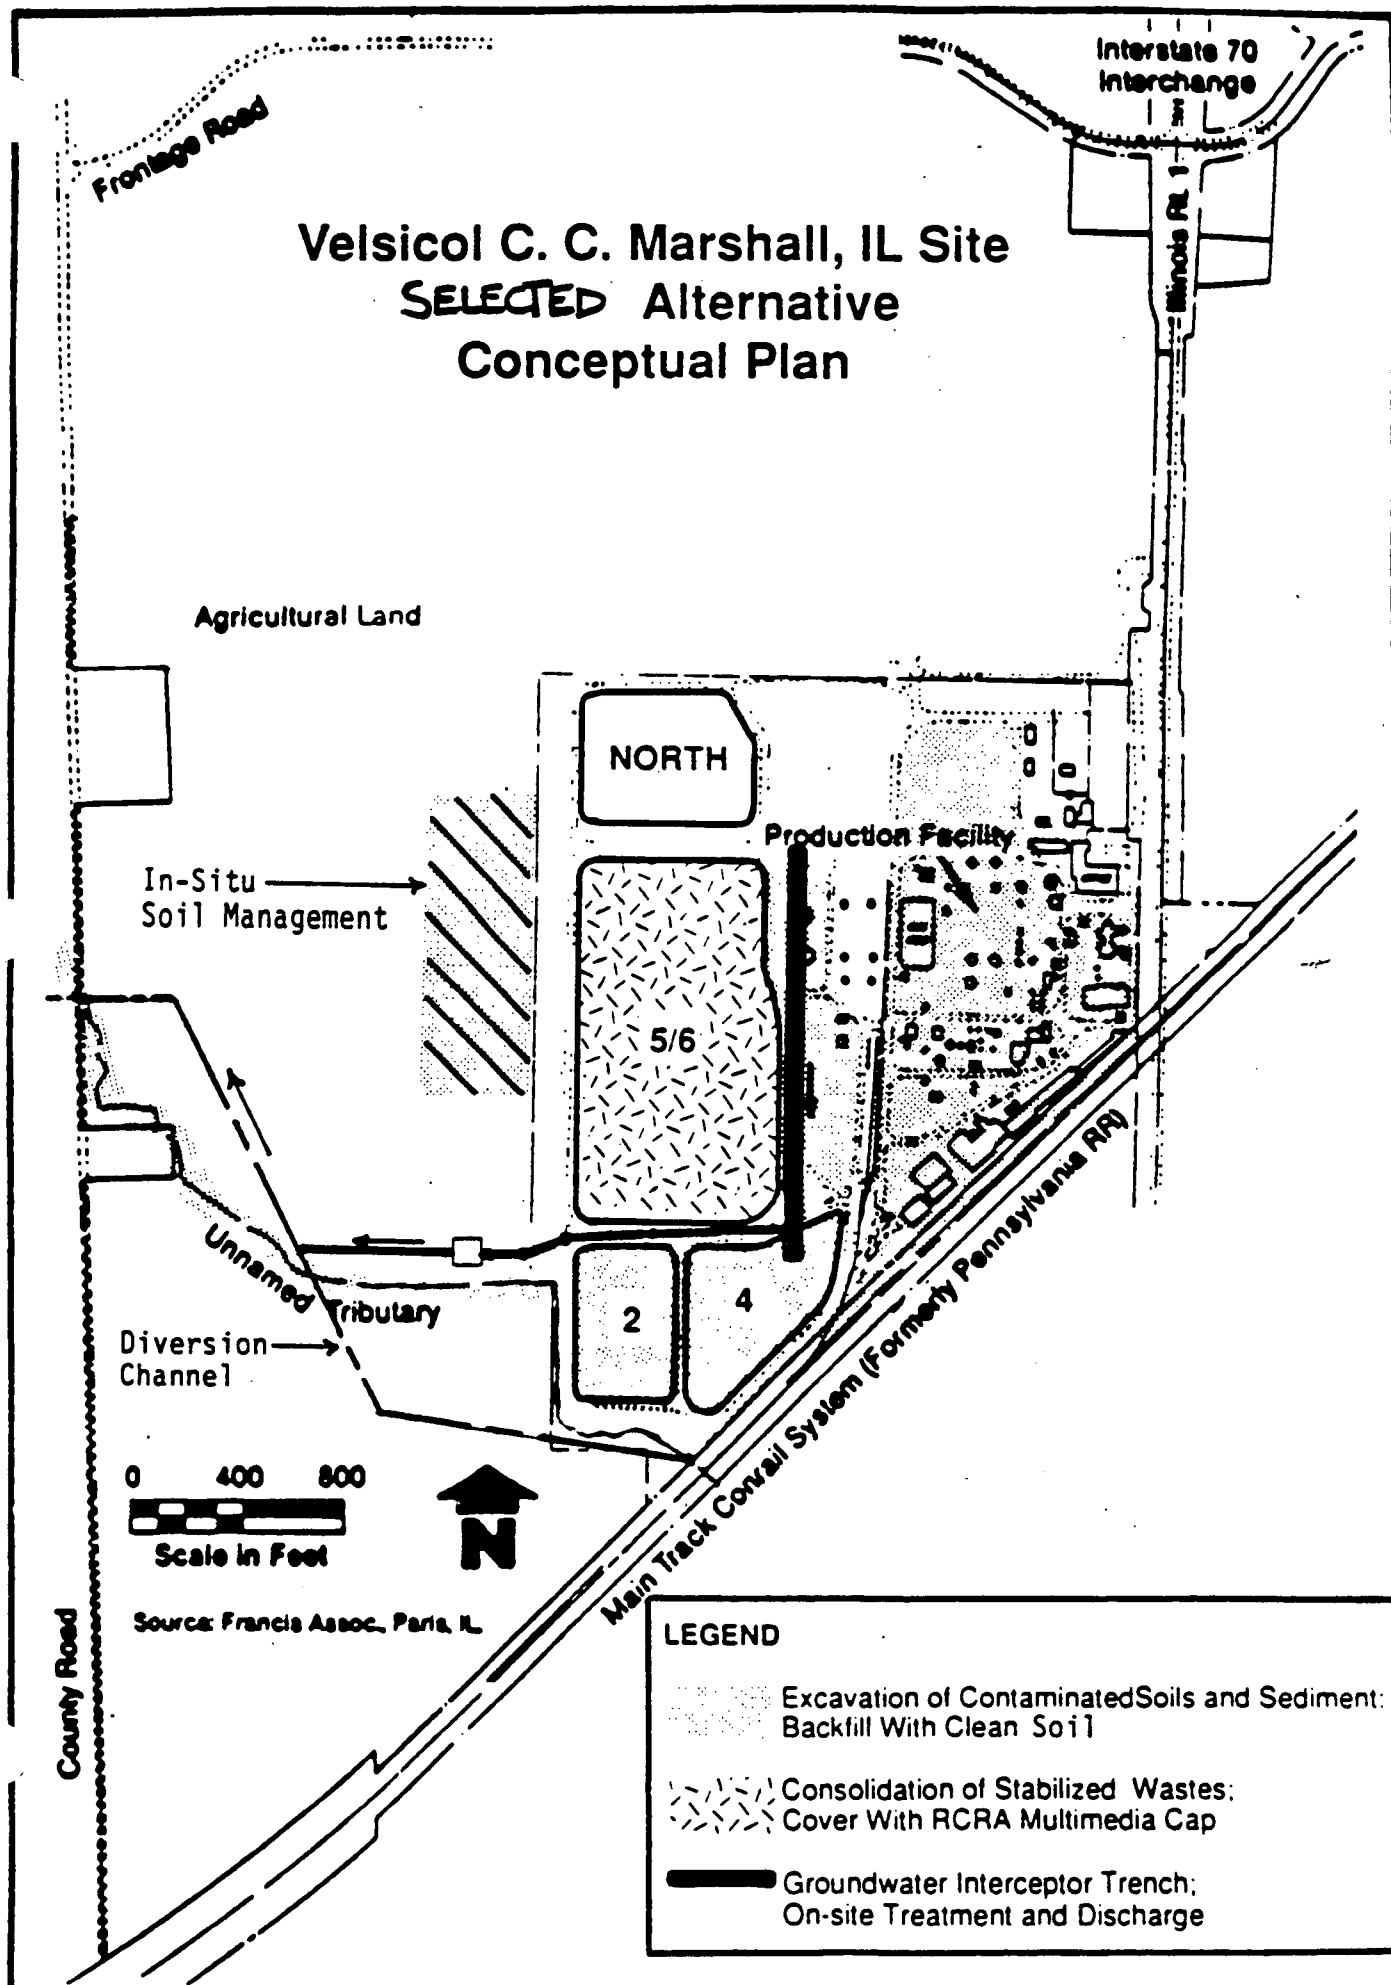 Interstate 70
Interchange
Frontage Road
Illinois Rt. 1
Velsicol C. C. Marshall, IL Site
SELECTED Alternative
Conceptual Plan
Agricultural Land
NORTH
Production Facility
In-Situ
Soil Management
5/6
Unnamed Tributary
2
4
Diversion
Channel
0 400 800
Scale in Feet
N
Main Track Conrail System (Formerly Pennsylvania RR)
Source: Francis Assoc., Paris, IL.
County Road
LEGEND
Excavation of Contaminated Soils and Sediment:
Backfill With Clean Soil
Consolidation of Stabilized Wastes;
Cover With RCRA Multimedia Cap
Groundwater Interceptor Trench;
On-site Treatment and Discharge